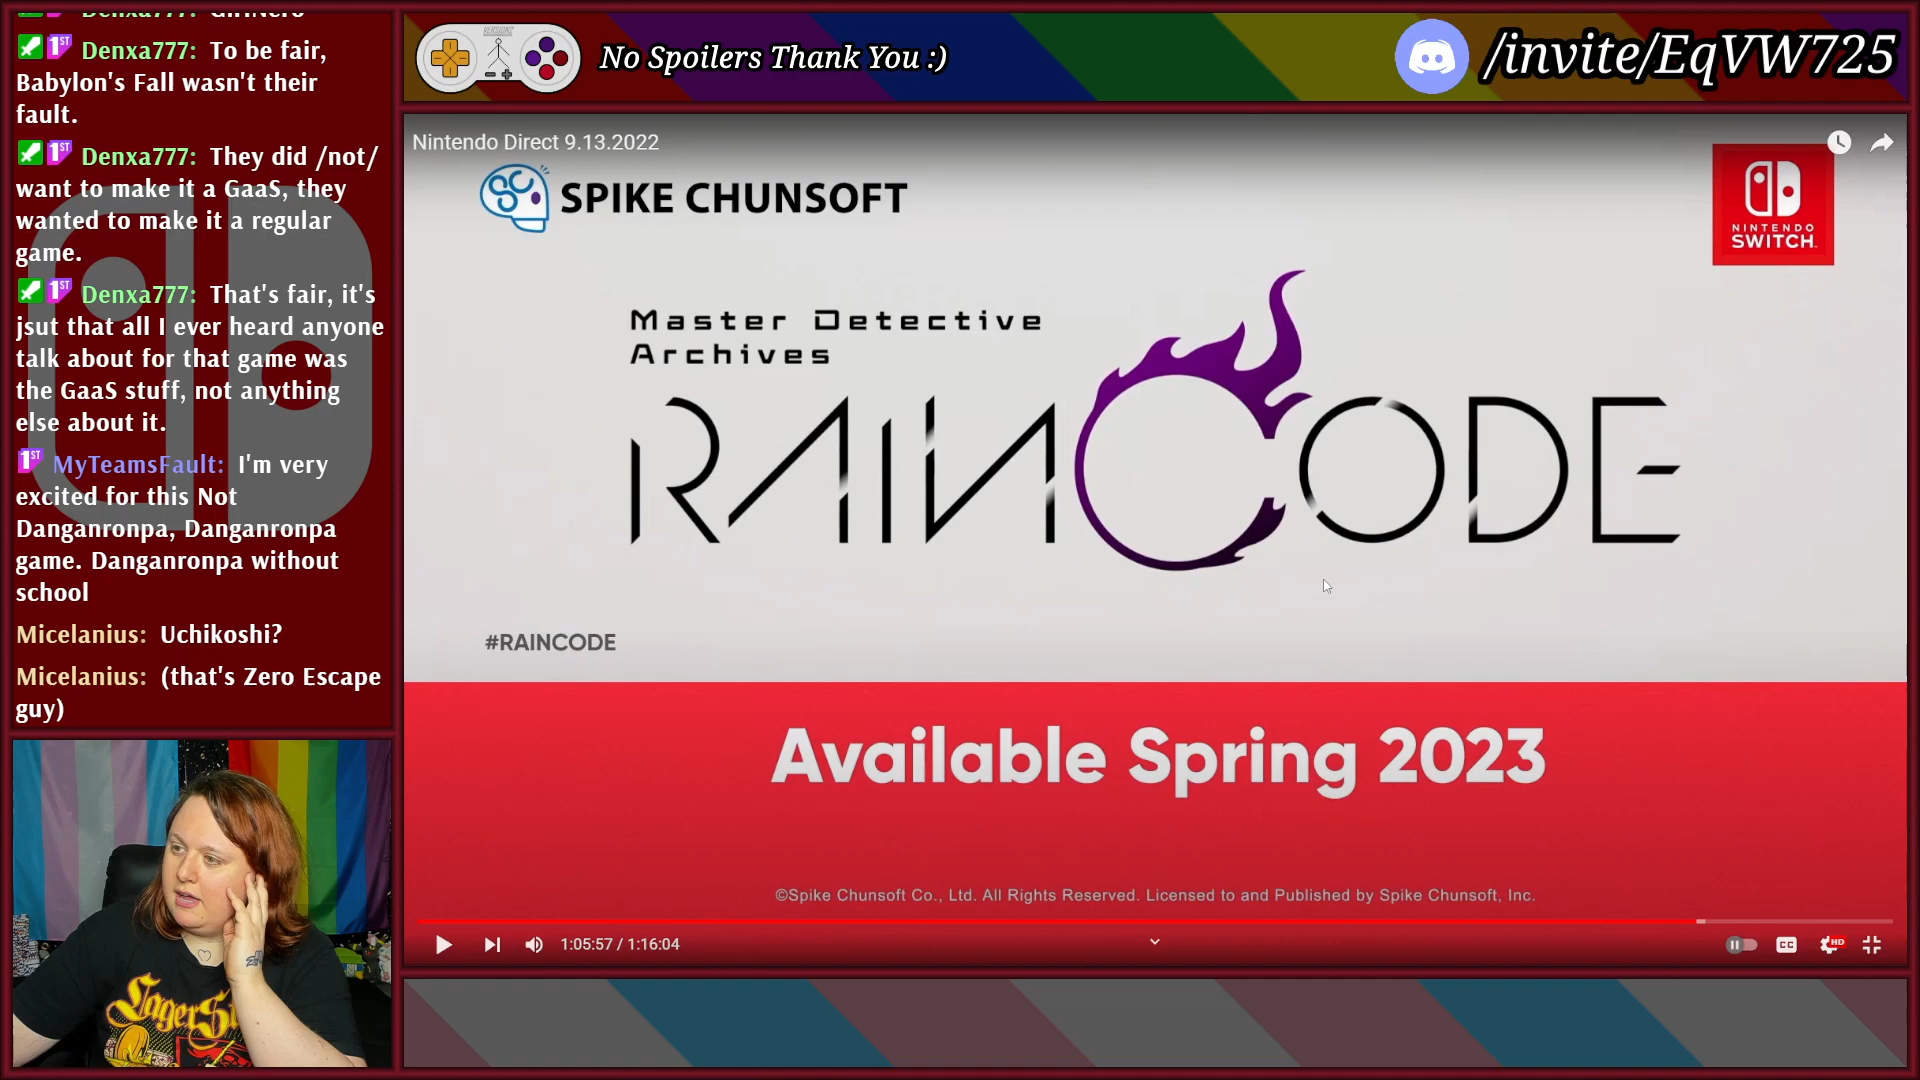 Denxa777: GirlNero
Denxa777: To be fair,
Babylon's Fall wasn't their
fault.
Denxa777: They did /not/
want to make it a GaaS, they
wanted to make it a regular
game.
Denxa777: That's fair, it's
jsut that all I ever heard anyone
talk about for that game was
the GaaS stuff, not anything
else about it.
MyTeamsFault: I'm very
excited for this Not
Danganronpa, Danganronpa
game. Danganronpa without
school
Micelanius: Uchikoshi?
Micelanius: (that's Zero Escape
guy)
No Spoilers Thank You :)
/invite/EqVW725
Nintendo Direct 9.13.2022
SPIKE CHUNSOFT
NINTENDO
SWITCH
Master Detective
Archives
RAINCODE
#RAINCODE
Available Spring 2023
©Spike Chunsoft Co., Ltd. All Rights Reserved. Licensed to and Published by Spike Chunsoft, Inc.
1:05:57 / 1:16:04
CC
HD